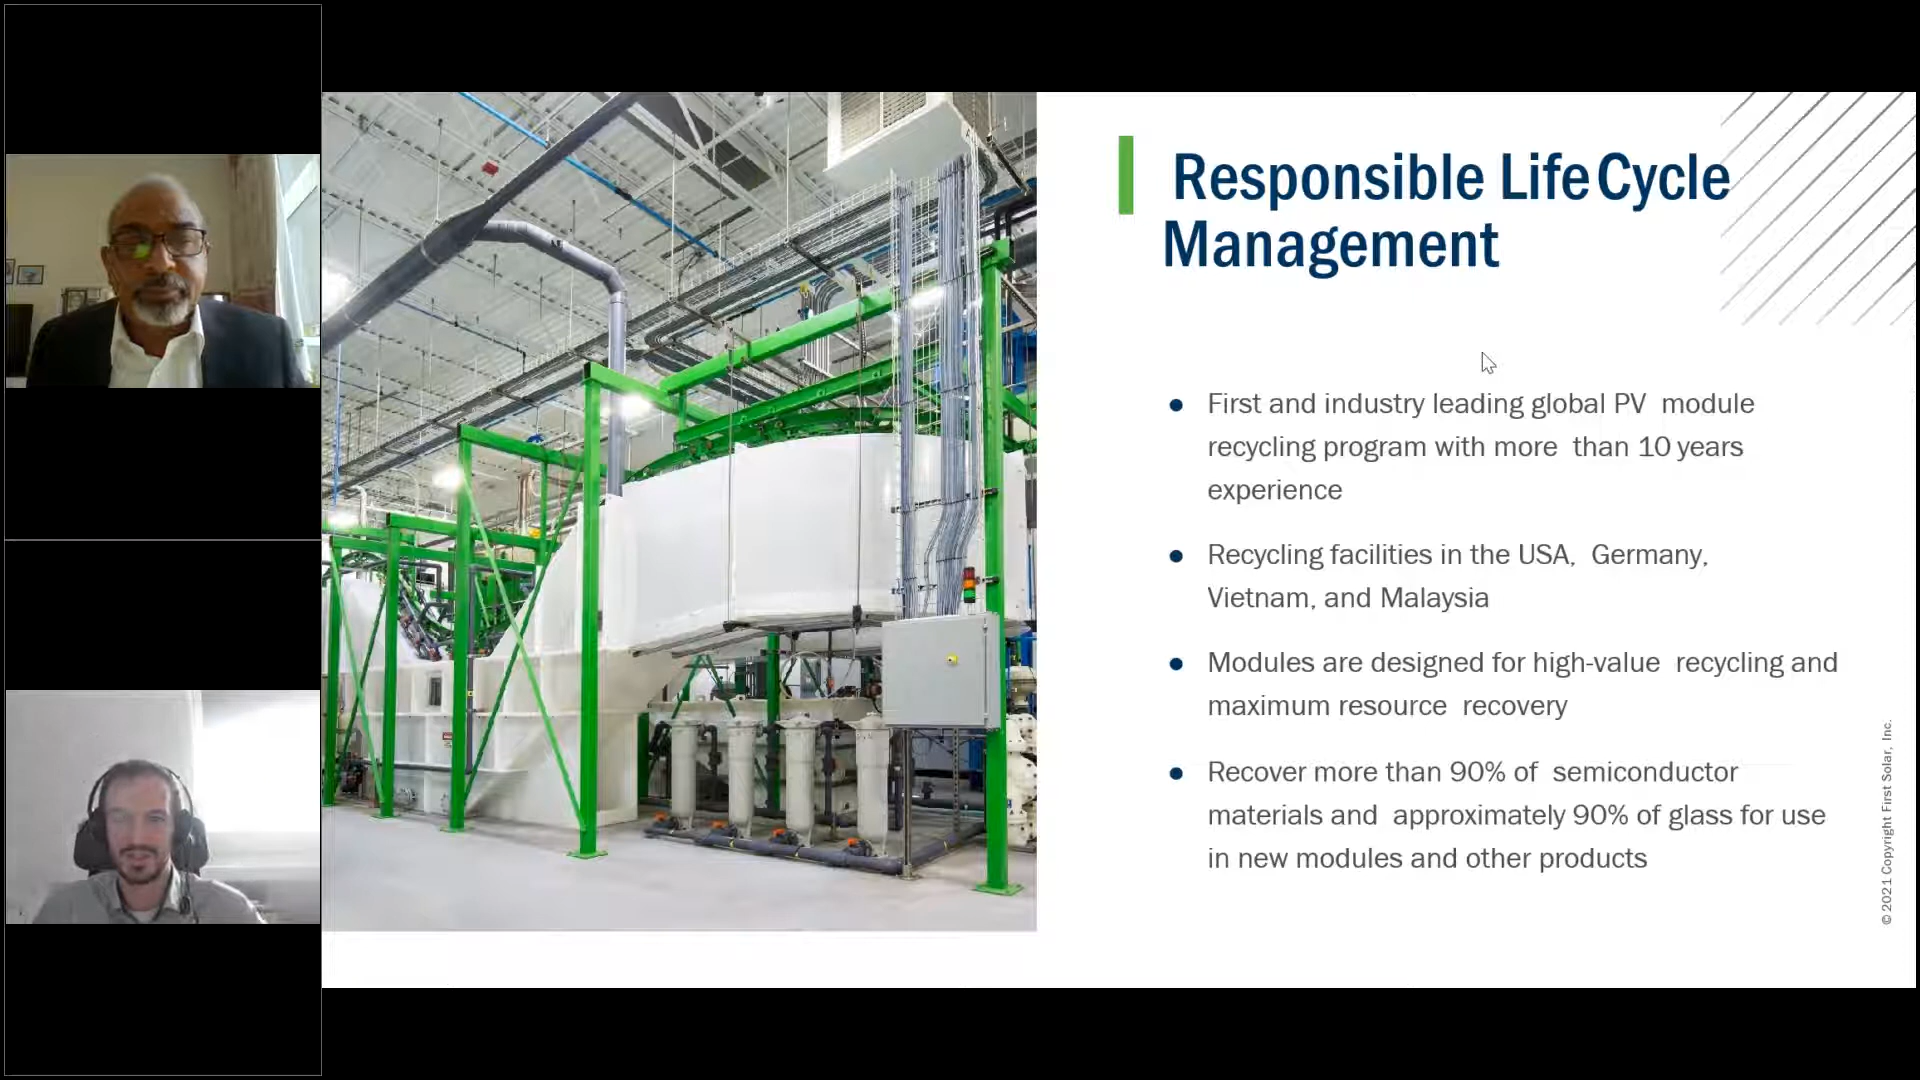 Responsible Life Cycle
Management
First and industry leading global PV module
recycling program with more than 10 years
experience
Recycling facilities in the USA, Germany,
Vietnam, and Malaysia
Modules are designed for high-value recycling and
maximum resource recovery
Recover more than 90% of semiconductor
materials and approximately 90% of glass for use
in new modules and other products
© 2021 Copyright First Solar, Inc.